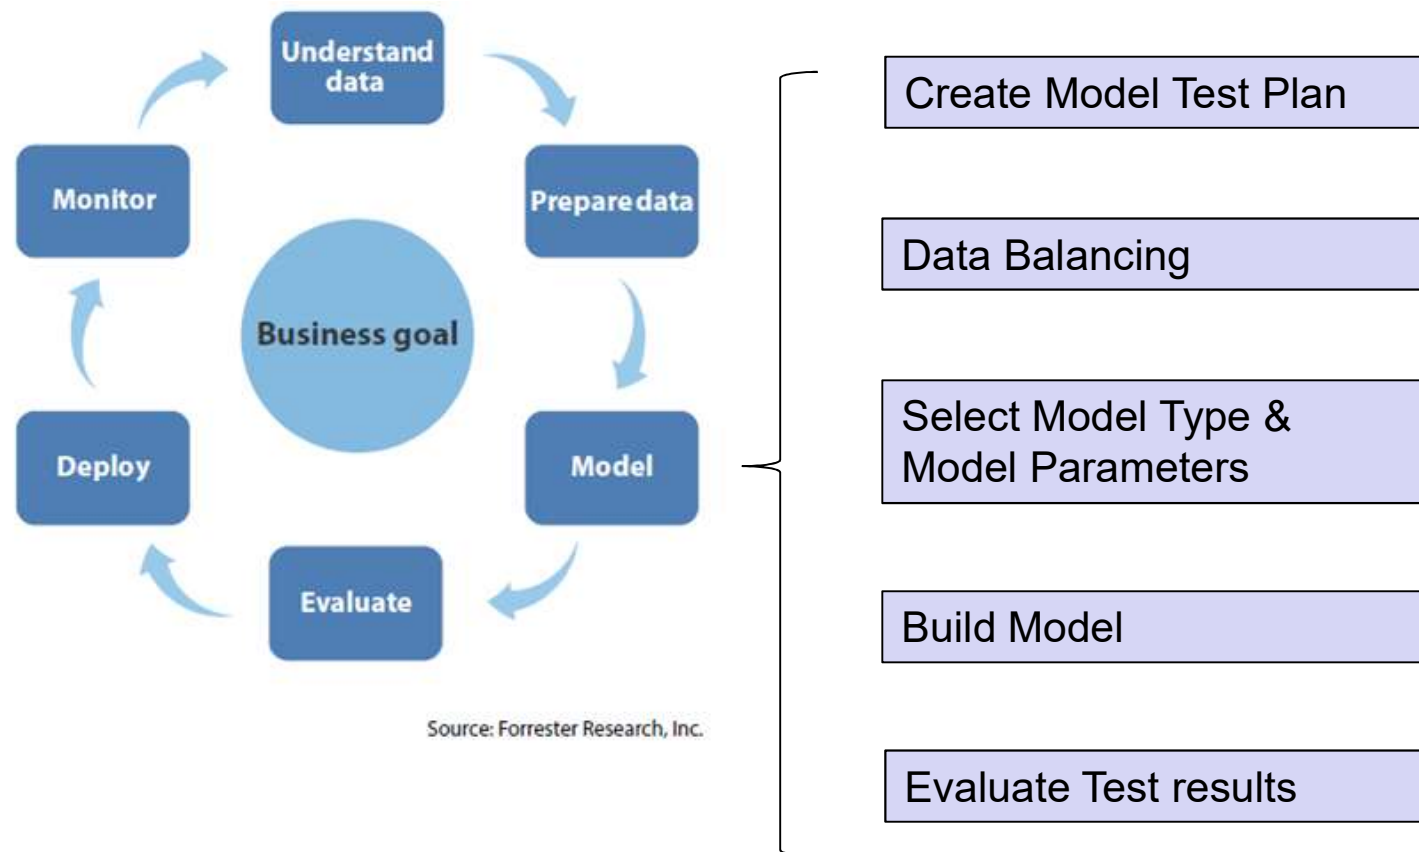 Understand
data
Prepare data
Model
Evaluate
Deploy
Monitor
Business goal
Source: Forrester Research, Inc.
Create Model Test Plan
Data Balancing
Select Model Type &
Model Parameters
Build Model
Evaluate Test results